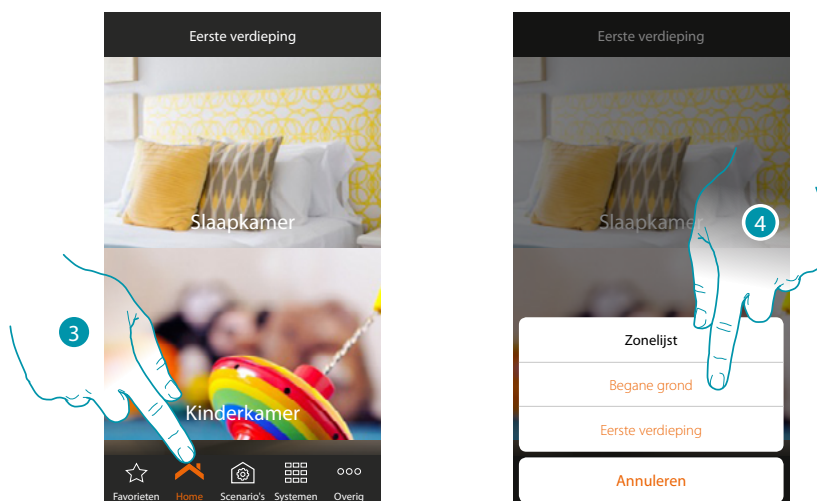 Eerste verdieping
Slaapkamer
3
Kinderkamer
Favorieten Home Scenario's Systemen Overig
Eerste verdieping
Slaapkamer
4
Zonelijst
Begane grond
Eerste verdieping
Annuleren